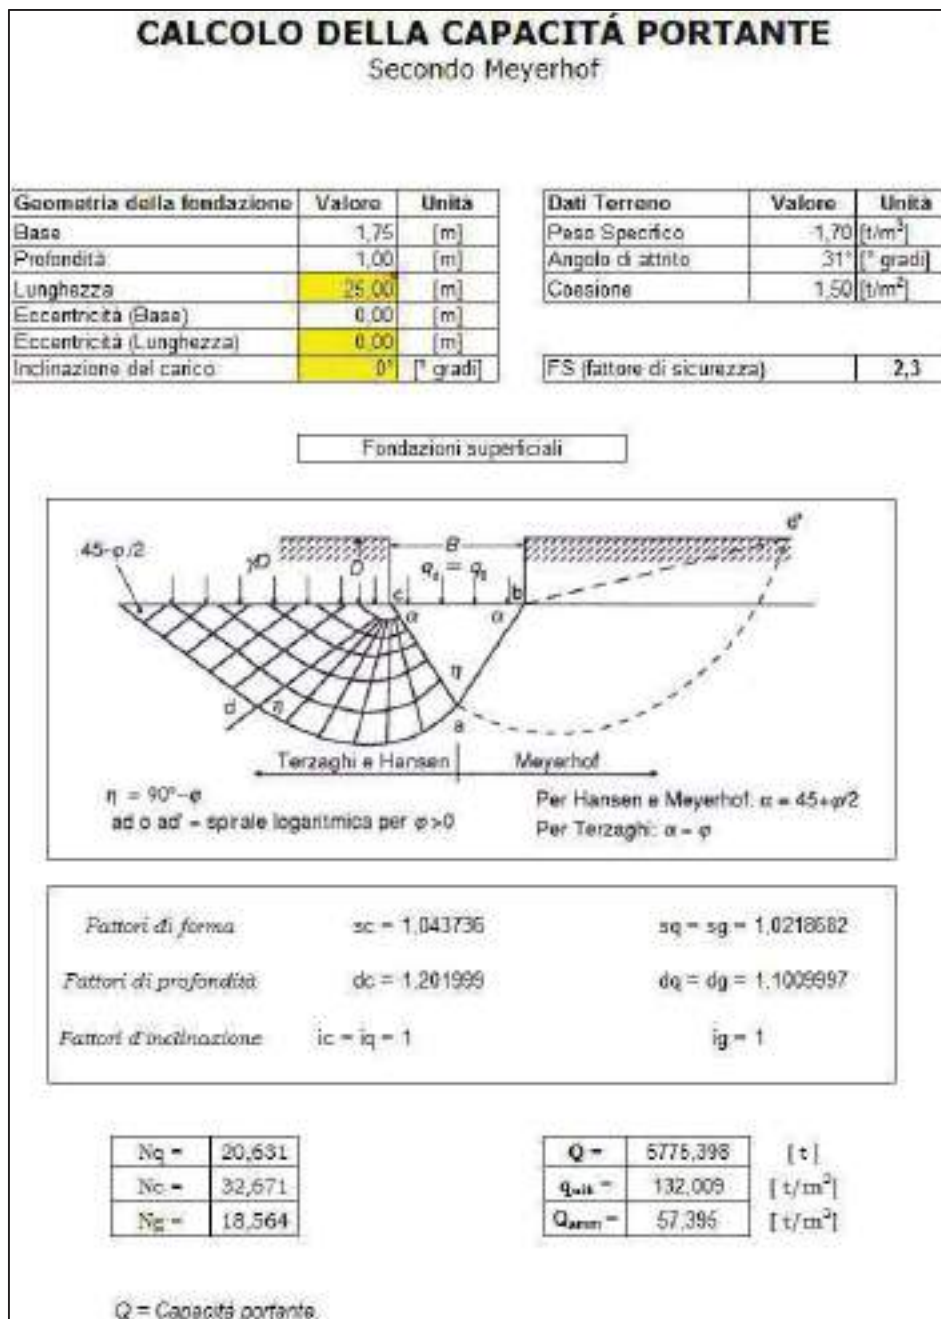 CALCOLO DELLA CAPACITÁ PORTANTE
Secondo Meyerhof
Geometria della fondazione Valore Unità
Base 1,75 [m]
Profondità 1,00 [m]
Lunghezza 25,00 [m]
Eccentricità (Base) 0,00 [m]
Eccentricità (Lunghezza) 0,00 [m]
Inclinazione del carico 0° [° gradi]
Dati Terreno Valore Unità
Peso Specifico 1,70 [t/m³]
Angolo di attrito 31° [° gradi]
Coesione 1,50 [t/m²]
FS (fattore di sicurezza) 2,3
Fondazioni superficiali
d'
45-φ/2
γD
D
B
c
b
α
α
η
d
η
a
Terzaghi e Hansen
Meyerhof
η = 90°-φ
ad o ad' = spirale logaritmica per φ>0
Per Hansen e Meyerhof: α = 45+φ/2
Per Terzaghi: α = φ
Fattori di forma sc = 1,043736 sq = sg = 1,0218682
Fattori di profondità dc = 1,201999 dq = dg = 1,1009997
Fattori d'inclinazione ic = iq = 1 ig = 1
Nq = 20,631
Nc = 32,671
Ng = 18,564
Q = 5775,398 [t]
qult = 132,009 [t/m²]
Qamm = 57,395 [t/m²]
Q = Capacità portante.